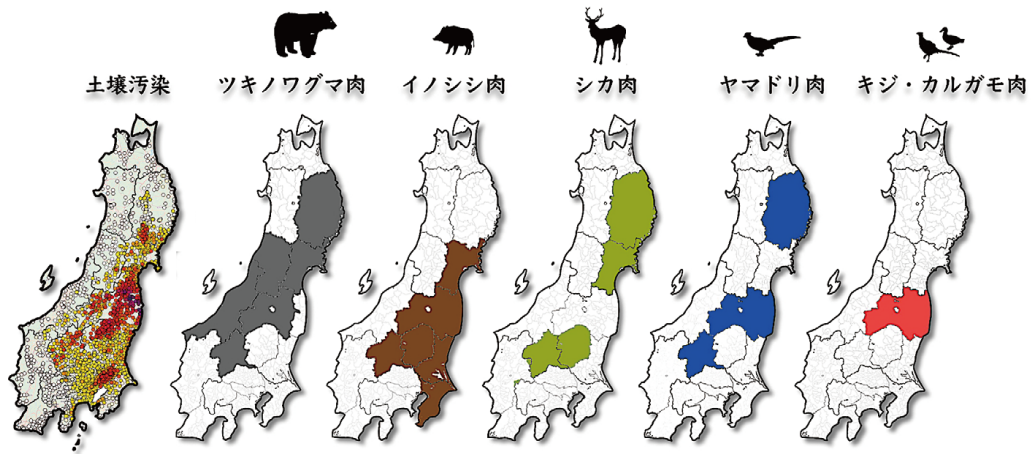 土壌汚染
ツキノワグマ肉
イノシシ肉
シカ肉
ヤマドリ肉
キジ・カルガモ肉